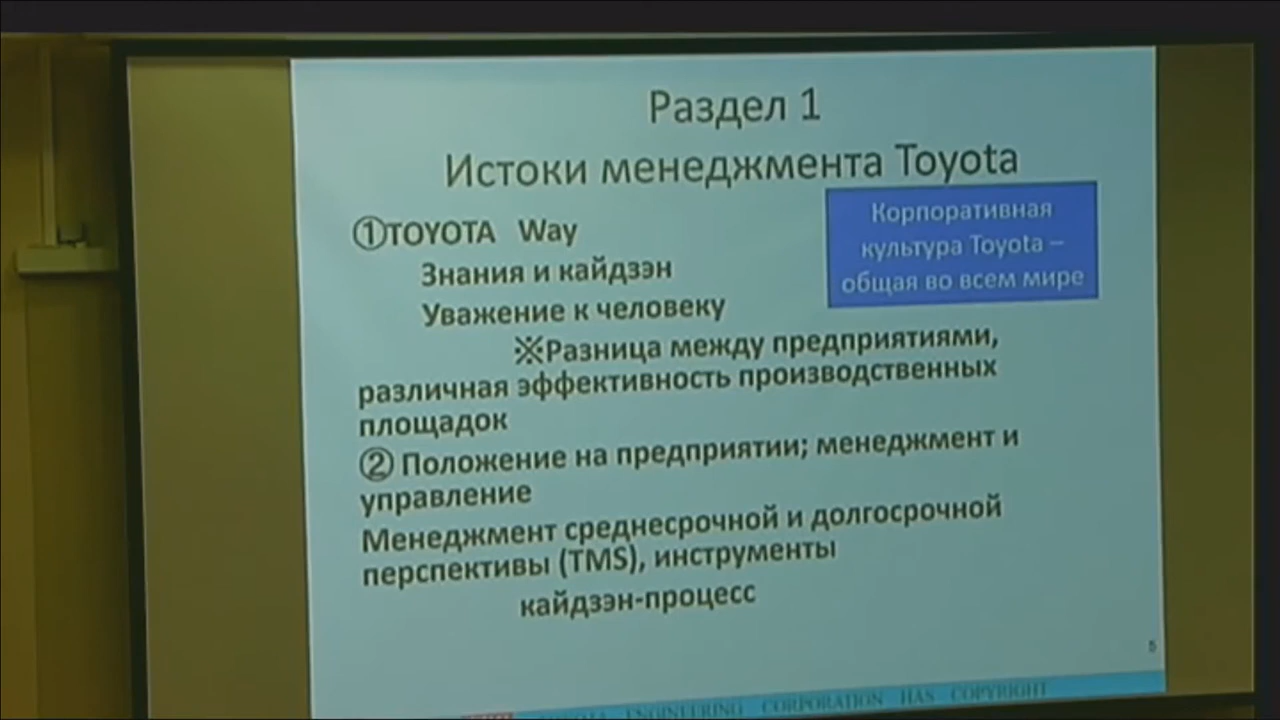 Раздел 1
Истоки менеджмента Toyota
Корпоративная
культура Toyota –
общая во всем мире
①TOYOTA Way
Знания и кайдзэн
Уважение к человеку
※Разница между предприятиями,
различная эффективность производственных
площадок
② Положение на предприятии; менеджмент и
управление
Менеджмент среднесрочной и долгосрочной
перспективы (TMS), инструменты
кайдзэн-процесс
5
TOYOTA ENGINEERING CORPORATION HAS COPYRIGHT